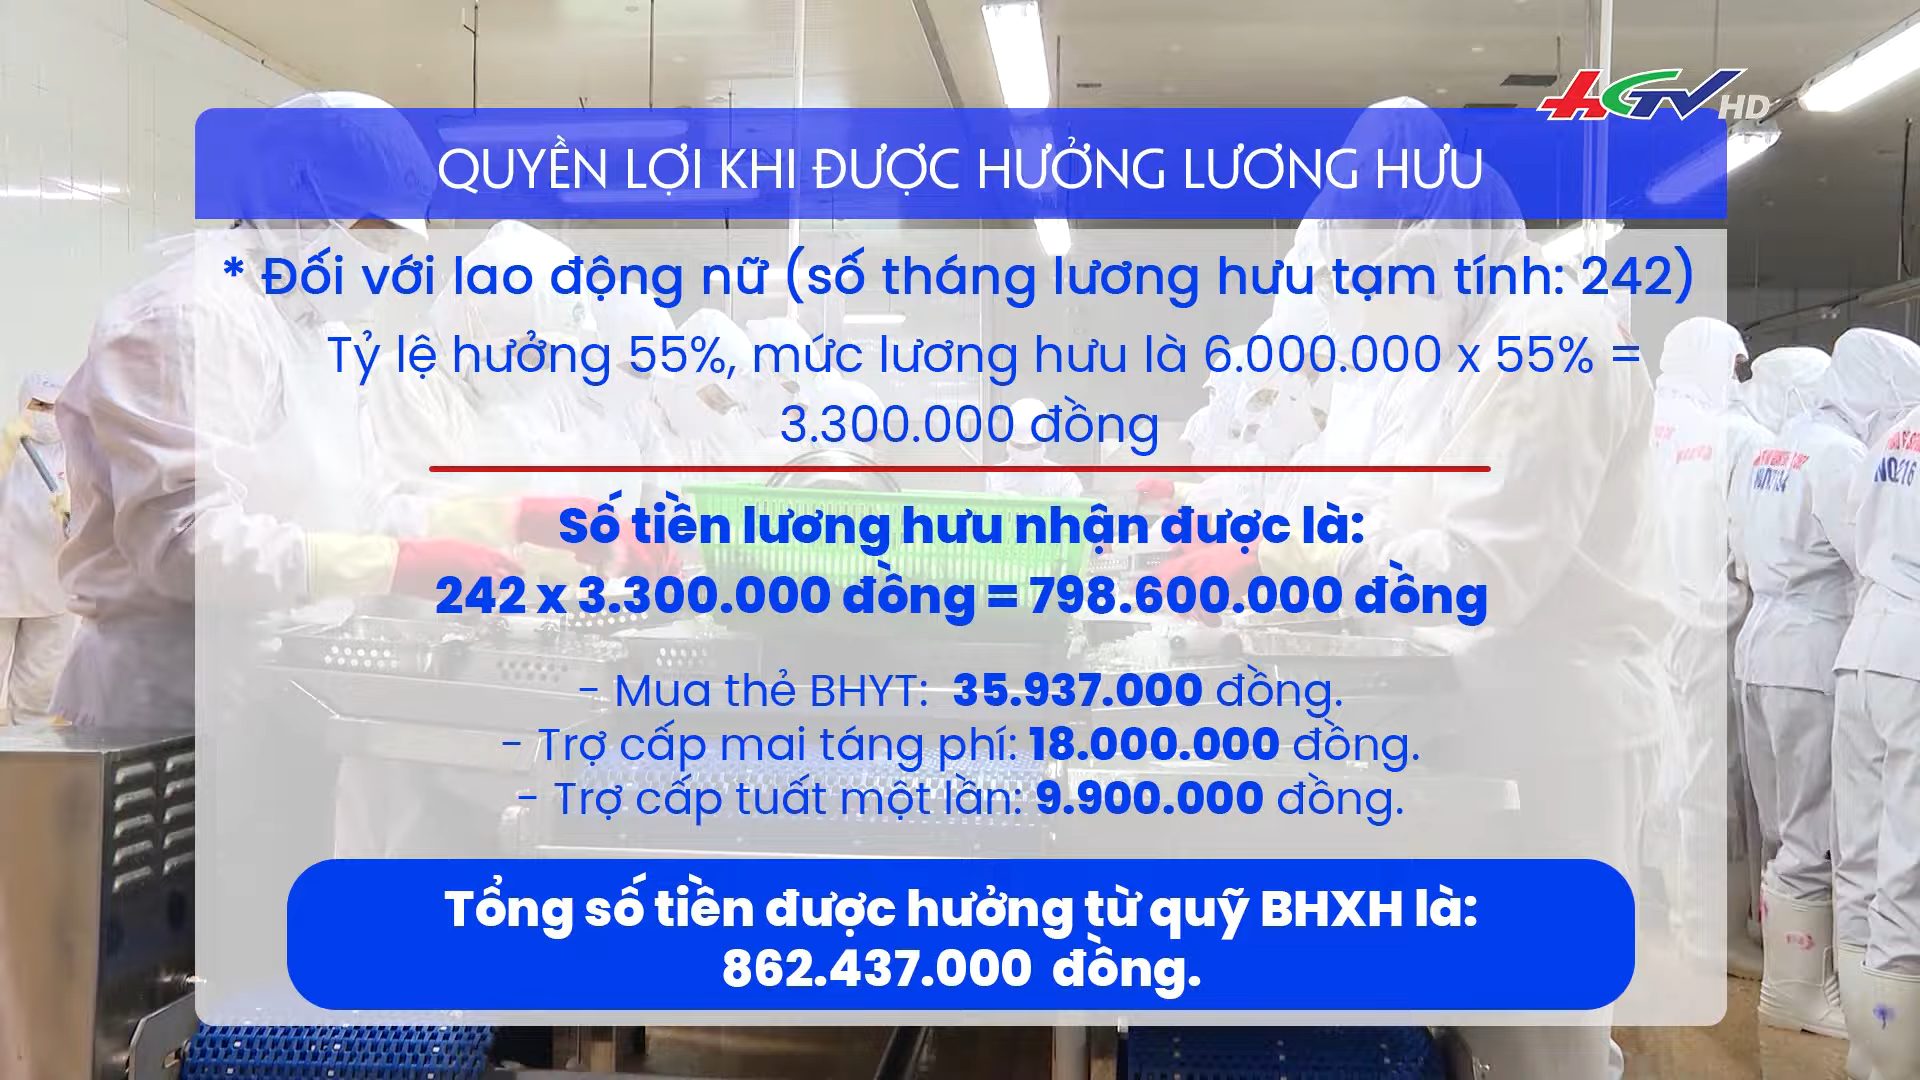 HGTV HD
QUYỀN LỢI KHI ĐƯỢC HƯỞNG LƯƠNG HƯU
* Đối với lao động nữ (số tháng lương hưu tạm tính: 242)
Tỷ lệ hưởng 55%, mức lương hưu là 6.000.000 x 55% =
3.300.000 đồng
Số tiền lương hưu nhận được là:
242 x 3.300.000 đồng = 798.600.000 đồng
- Mua thẻ BHYT: 35.937.000 đồng.
- Trợ cấp mai táng phí: 18.000.000 đồng.
- Trợ cấp tuất một lần: 9.900.000 đồng.
Tổng số tiền được hưởng từ quỹ BHXH là:
862.437.000 đồng.